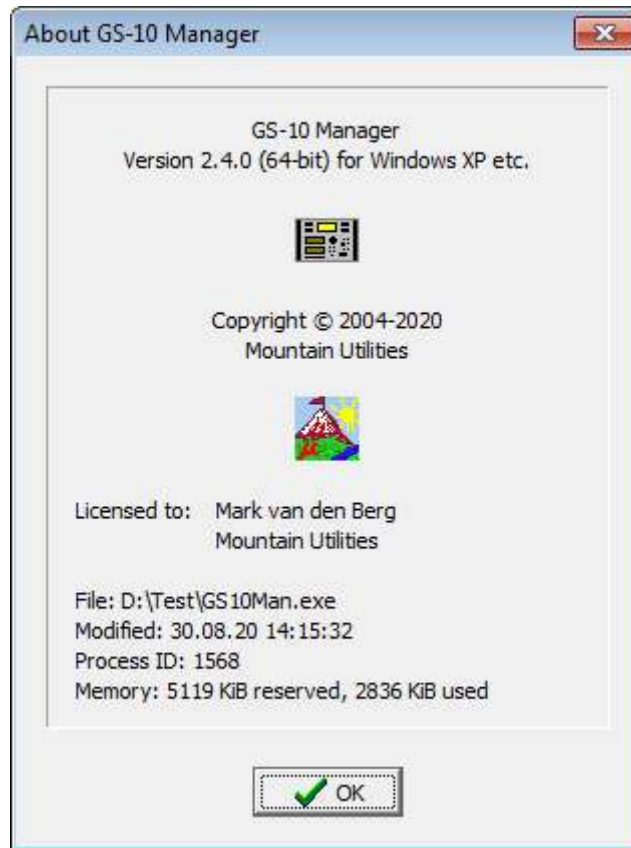 About GS-10 Manager
GS-10 Manager
Version 2.4.0 (64-bit) for Windows XP etc.
Copyright © 2004-2020
Mountain Utilities
Licensed to: Mark van den Berg
Mountain Utilities
File: D:\Test\GS10Man.exe
Modified: 30.08.20 14:15:32
Process ID: 1568
Memory: 5119 KiB reserved, 2836 KiB used
OK